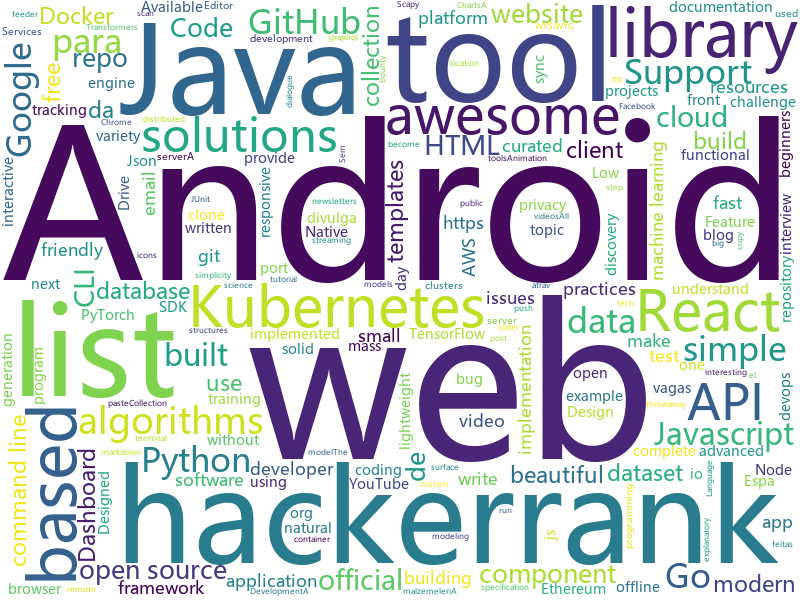 feeder
Docker
Transformers
Available
Editor
Scapy
ChartsA
documentation
used
Services
scan
Code
GitHub
platform
WYSIWYG
website
graphql
Google
para
repo
free
engine
Java
development
bounty
dialogue
collection
tool
location
sync
PR
library
Support
projects
Facebook
front
resources
challenge
tracking
da
Chrome
distributed
variety
solutions
awesome
become
HTML
curated
client
cloud
build
functional
beginners
interactive
Json
serverA
email
Drive
provide
Sem
toolsAnimation
Low
step
machine learning
fast
Feature
Android
JUnit
clone
written
icons
responsive
newsletters
divulga
Native
streaming
templates
day
https
AWS
public
privacy
videosAll
topic
discovery
blog
big
copy
interview
repository
friendly
git
simplicity
science
tutorial
port
models
clusters
issues
practices
atrav
understand
next
CLI
database
SDK
PyTorch
structures
Kubernetes
implemented
solid
mass
small
TensorFlow
server
push
slider
post
data
make
React
tech
test
one
simple
generation
program
list
built
use
training
without
web
bug
video
lightweight
implementation
open
example
Design
throwaway
vagas
interesting
el
devops
pasteCollection
based
algorithms
API
Javascript
complete
advanced
command line
Dashboard
terminal
markdown
Python
software
modelThe
developer
using
coding
YouTube
de
surface
custom
write
beautiful
dataset
io
Language
Node
Espa
Designed
hackerrank
org
natural
container
js
modeling
run
programming
explanatory
app
feitas
open source
framework
browser
remote
application
DevelopmentA
official
malzemeleriA
building
component
specification
Ethereum
offline
Go
modern